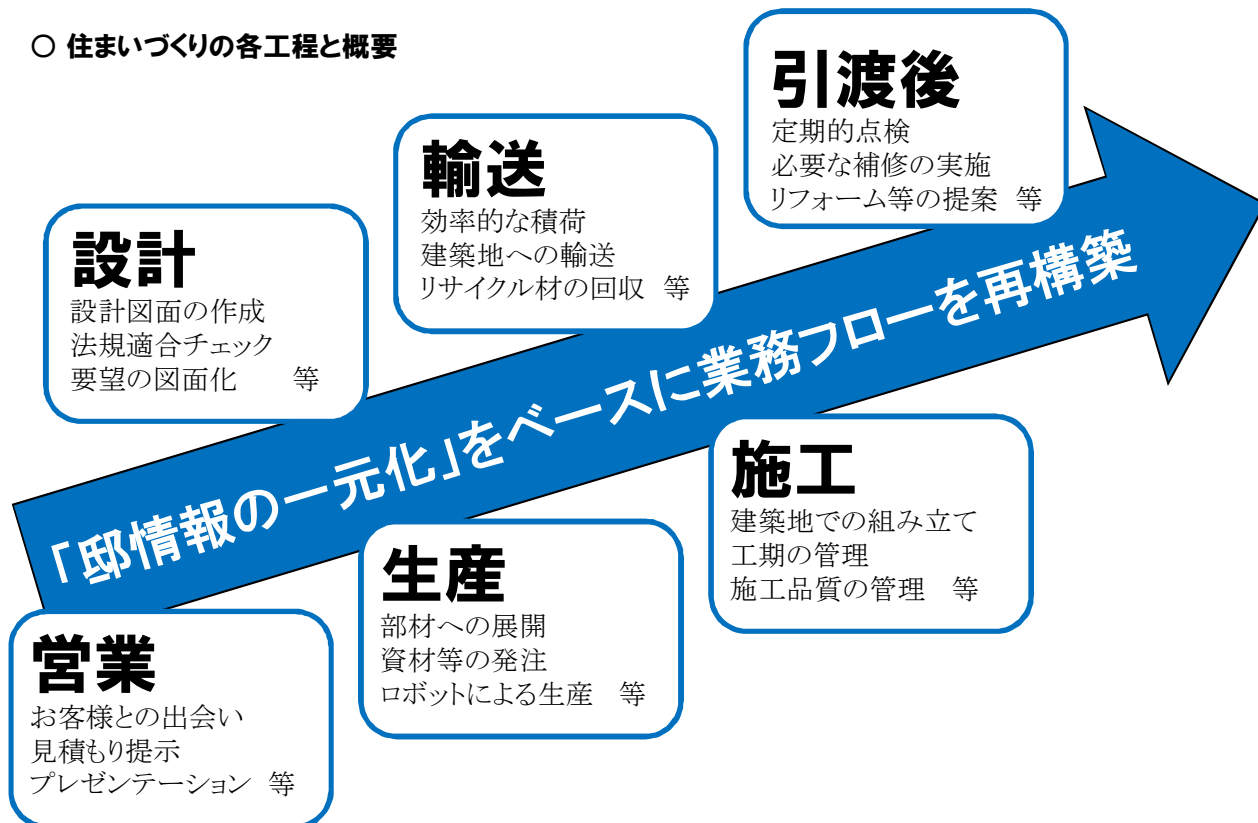 ○ 住まいづくりの各工程と概要
引渡後
定期的点検
必要な補修の実施
リフォーム等の提案 等
輸送
効率的な積荷
建築地への輸送
リサイクル材の回収 等
設計
設計図面の作成
法規適合チェック
要望の図面化 等
「邸情報の一元化」をベースに業務フローを再構築
施工
建築地での組み立て
工期の管理
施工品質の管理 等
生産
部材への展開
資材等の発注
ロボットによる生産 等
営業
お客様との出会い
見積もり提示
プレゼンテーション 等